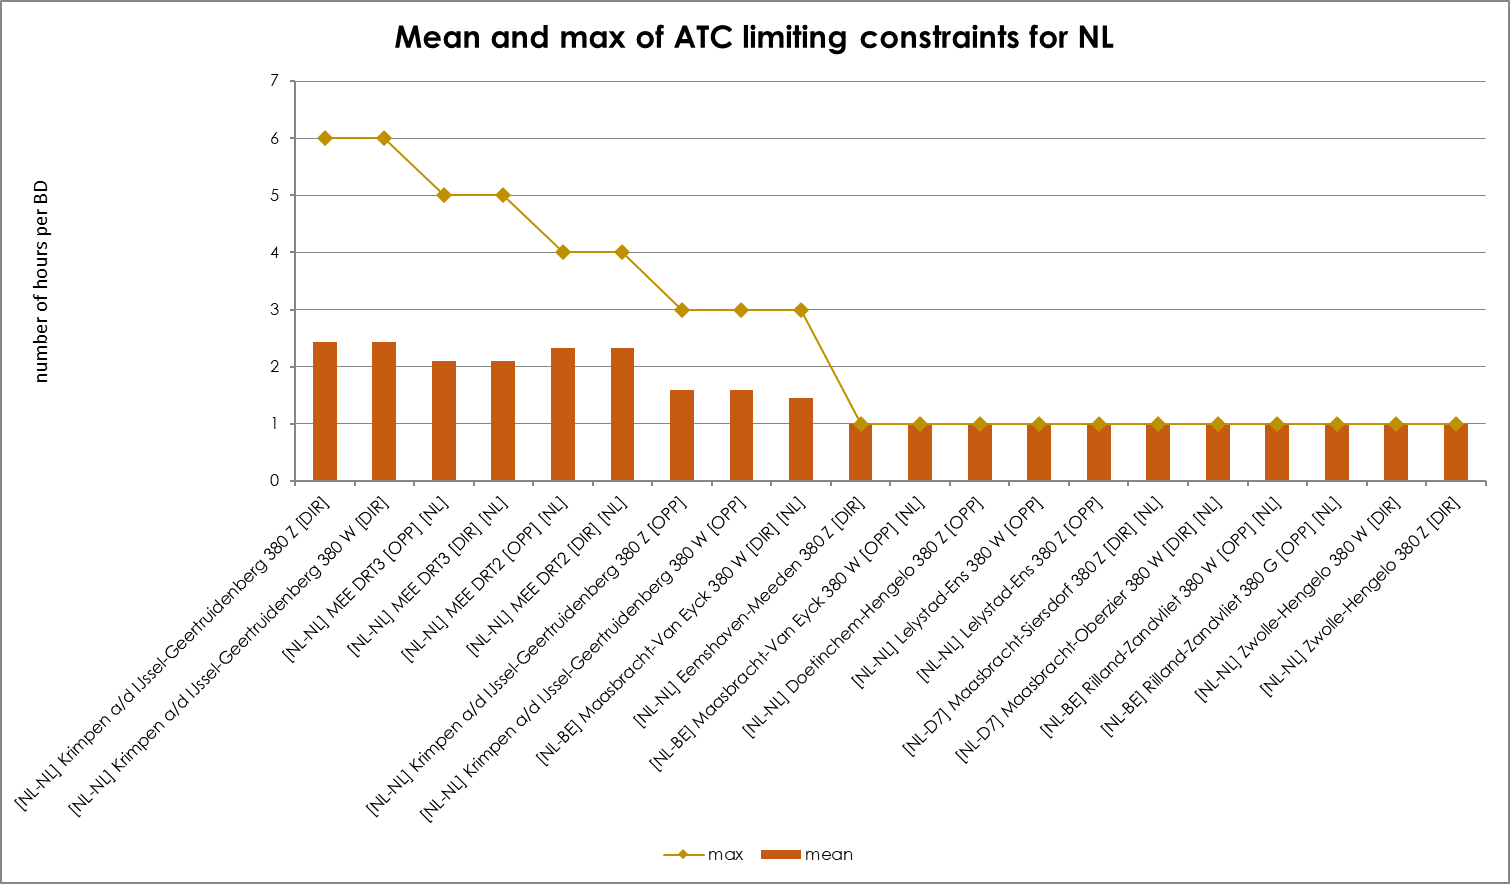 Mean and max of ATC limiting constraints for NL
number of hours per BD
7
6
5
4
3
2
1
0
[NL-NL] Krimpen a/d IJssel-Geertruidenberg 380 Z [DIR]
[NL-NL] Krimpen a/d IJssel-Geertruidenberg 380 W [DIR]
[NL-NL] MEE DRT3 [OPP] [NL]
[NL-NL] MEE DRT3 [DIR] [NL]
[NL-NL] MEE DRT2 [OPP] [NL]
[NL-NL] MEE DRT2 [DIR] [NL]
[NL-NL] Krimpen a/d IJssel-Geertruidenberg 380 Z [OPP]
[NL-NL] Krimpen a/d IJssel-Geertruidenberg 380 W [OPP]
[NL-BE] Maasbracht-Van Eyck 380 W [DIR] [NL]
[NL-NL] Eemshaven-Meeden 380 Z [DIR]
[NL-BE] Maasbracht-Van Eyck 380 W [OPP] [NL]
[NL-NL] Doetinchem-Hengelo 380 Z [OPP]
[NL-NL] Lelystad-Ens 380 W [OPP]
[NL-NL] Lelystad-Ens 380 Z [OPP]
[NL-D7] Maasbracht-Siersdorf 380 Z [DIR] [NL]
[NL-D7] Maasbracht-Oberzier 380 W [DIR] [NL]
[NL-BE] Rilland-Zandvliet 380 W [OPP] [NL]
[NL-BE] Rilland-Zandvliet 380 G [OPP] [NL]
[NL-NL] Zwolle-Hengelo 380 W [DIR]
[NL-NL] Zwolle-Hengelo 380 Z [DIR]
max
mean